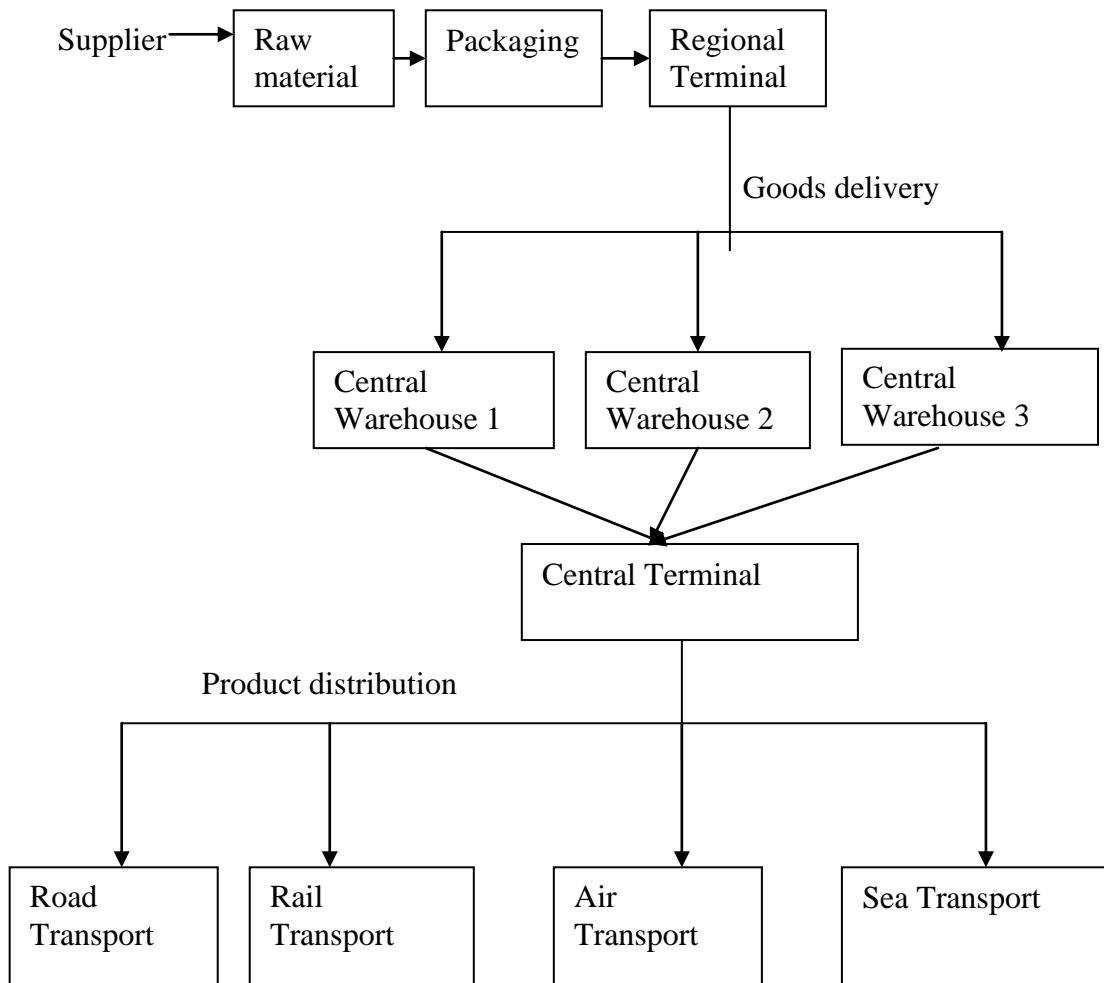 Supplier
Raw
material
Packaging
Regional
Terminal
Goods delivery
Central
Warehouse 1
Central
Warehouse 2
Central
Warehouse 3
Central Terminal
Product distribution
Road
Transport
Rail
Transport
Air
Transport
Sea Transport